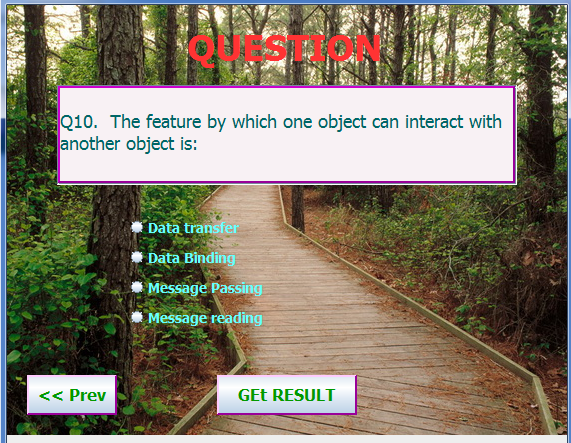 QUESTION
Q10.  The feature by which one object can interact with
another object is:
Data transfer
Data Binding
Message Passing
Message reading
<< Prev
GEt RESULT